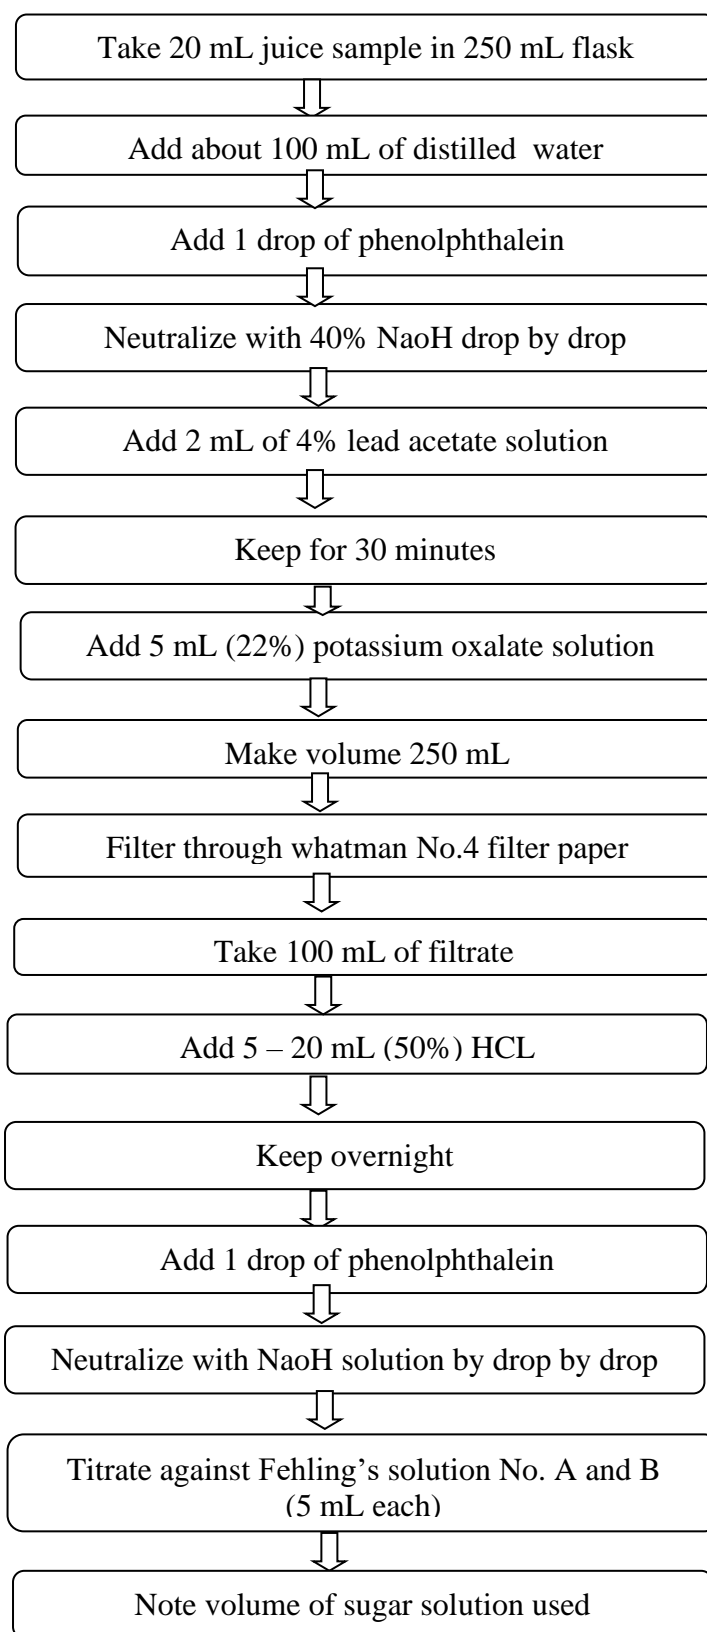 Take 20 mL juice sample in 250 mL flask
Add about 100 mL of distilled water
Add 1 drop of phenolphthalein
Neutralize with 40% NaoH drop by drop
Add 2 mL of 4% lead acetate solution
Keep for 30 minutes
Add 5 mL (22%) potassium oxalate solution
Make volume 250 mL
Filter through whatman No.4 filter paper
Take 100 mL of filtrate
Add 5 – 20 mL (50%) HCL
Keep overnight
Add 1 drop of phenolphthalein
Neutralize with NaoH solution by drop by drop
Titrate against Fehling’s solution No. A and B
(5 mL each)
Note volume of sugar solution used